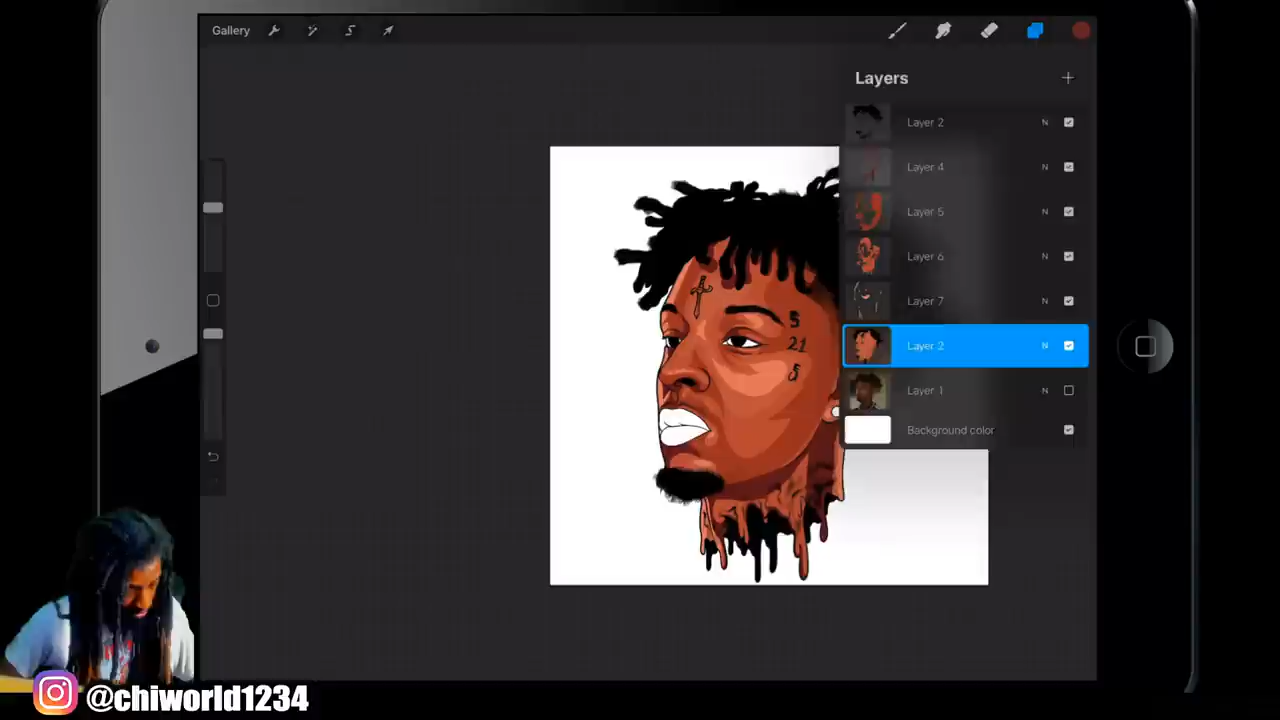 Gallery
Layers
Layer 2 N
Layer 4 N
Layer 5 N
Layer 6 N
Layer 7 N
Layer 2 N
Layer 1 N
Background color
5
21
5
@chiworld1234